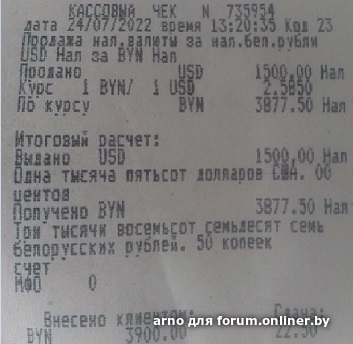 КАССОВЫЙ ЧЕК N 735954
дата 24/07/2022 время 13:20:35 Код 23
Продажа нал.валюты за нал.бел.рубли
USD Нал за BYN Нал
Продано USD 1500.00 Нал
Курс 1 BYN/ 1 USD 2.5850
По курсу BYN 3877.50 Нал
Итоговый расчет:
Выдано USD 1500.00 Нал
Одна тысяча пятьсот долларов США. 00
центов
Получено BYN 3877.50 Нал
Три тысячи восемьсот семьдесят семь
белорусских рублей. 50 копеек
счет
МФО 0
Внесено клиентом: Сдача:
BYN 3900.00 22.50
arno для forum.onliner.by